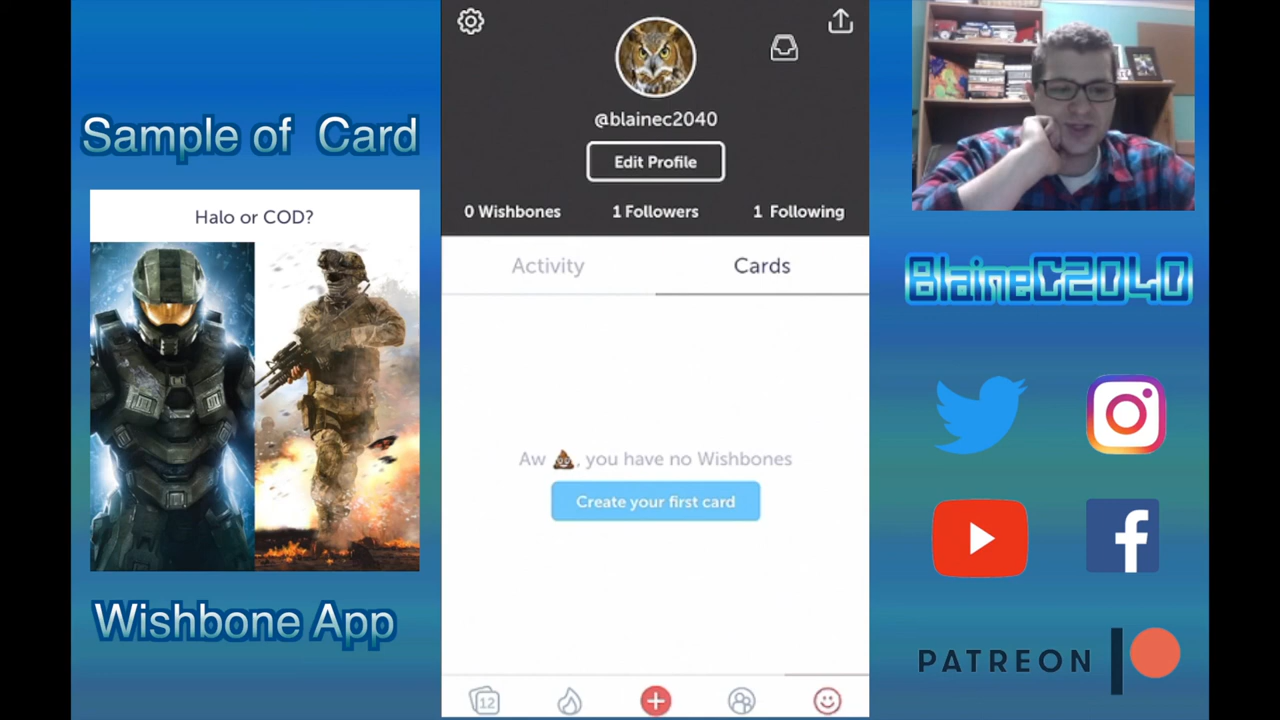 Sample of Card
Halo or COD?
Wishbone App
@blainec2040
Edit Profile
0 Wishbones 1 Followers 1 Following
Activity Cards
Aw 💩, you have no Wishbones
Create your first card
12
BlaineC2040
f
PATREON